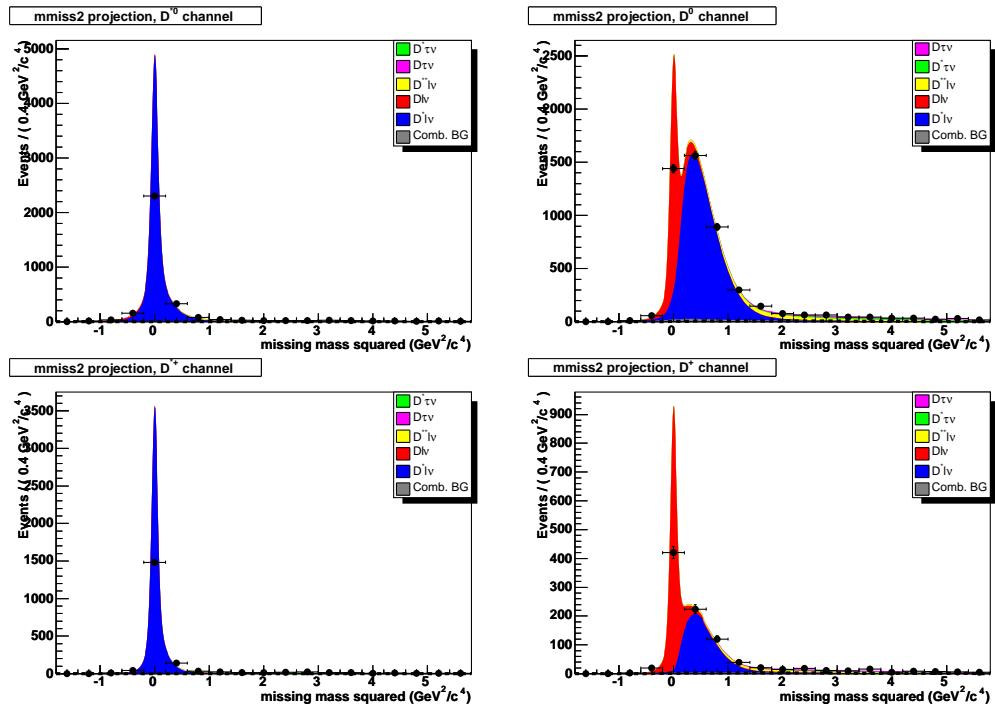 mmiss2 projection, D*0 channel
Events / ( 0.4 GeV2/c4 )
5000
4000
3000
2000
1000
0
-1 0 1 2 3 4 5
missing mass squared (GeV2/c4)
D*τν
Dτν
D**lν
Dlν
D*lν
Comb. BG
mmiss2 projection, D0 channel
Events / ( 0.4 GeV2/c4 )
2500
2000
1500
1000
500
0
-1 0 1 2 3 4 5
missing mass squared (GeV2/c4)
Dτν
D*τν
D**lν
Dlν
D*lν
Comb. BG
mmiss2 projection, D*+ channel
Events / ( 0.4 GeV2/c4 )
3500
3000
2500
2000
1500
1000
500
0
-1 0 1 2 3 4 5
missing mass squared (GeV2/c4)
D*τν
Dτν
D**lν
Dlν
D*lν
Comb. BG
mmiss2 projection, D+ channel
Events / ( 0.4 GeV2/c4 )
900
800
700
600
500
400
300
200
100
0
-1 0 1 2 3 4 5
missing mass squared (GeV2/c4)
Dτν
D*τν
D**lν
Dlν
D*lν
Comb. BG